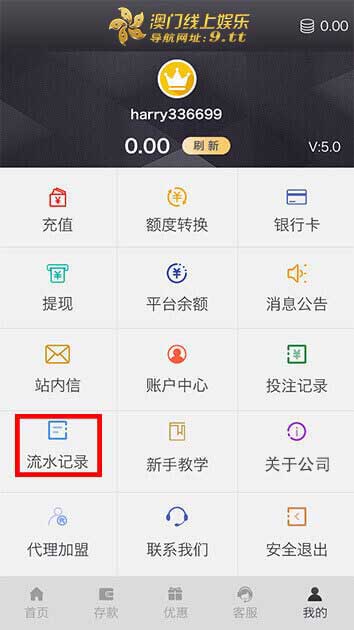 澳门线上娱乐
导航网址:9.tt
0.00
harry336699
0.00 刷新
V:5.0
充值 额度转换 银行卡
提现 平台余额 消息公告
站内信 账户中心 投注记录
流水记录 新手教学 关于公司
代理加盟 联系我们 安全退出
首页 存款 优惠 客服 我的